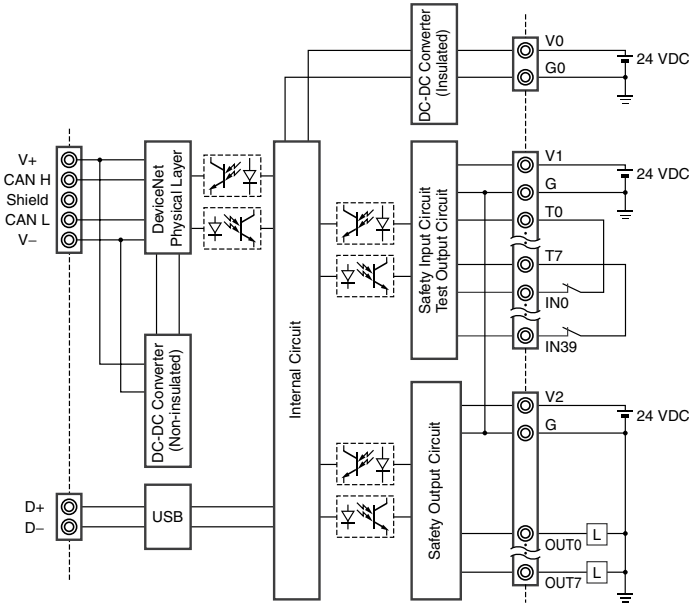 V0
G0
24 VDC
DC-DC Converter
(Insulated)
V+
CAN H
Shield
CAN L
V–
DeviceNet
Physical Layer
DC-DC Converter
(Non-insulated)
Internal Circuit
Safety Input Circuit
Test Output Circuit
V1
G
24 VDC
T0
T7
IN0
IN39
V2
G
24 VDC
Safety Output Circuit
D+
D–
USB
OUT0
L
OUT7
L